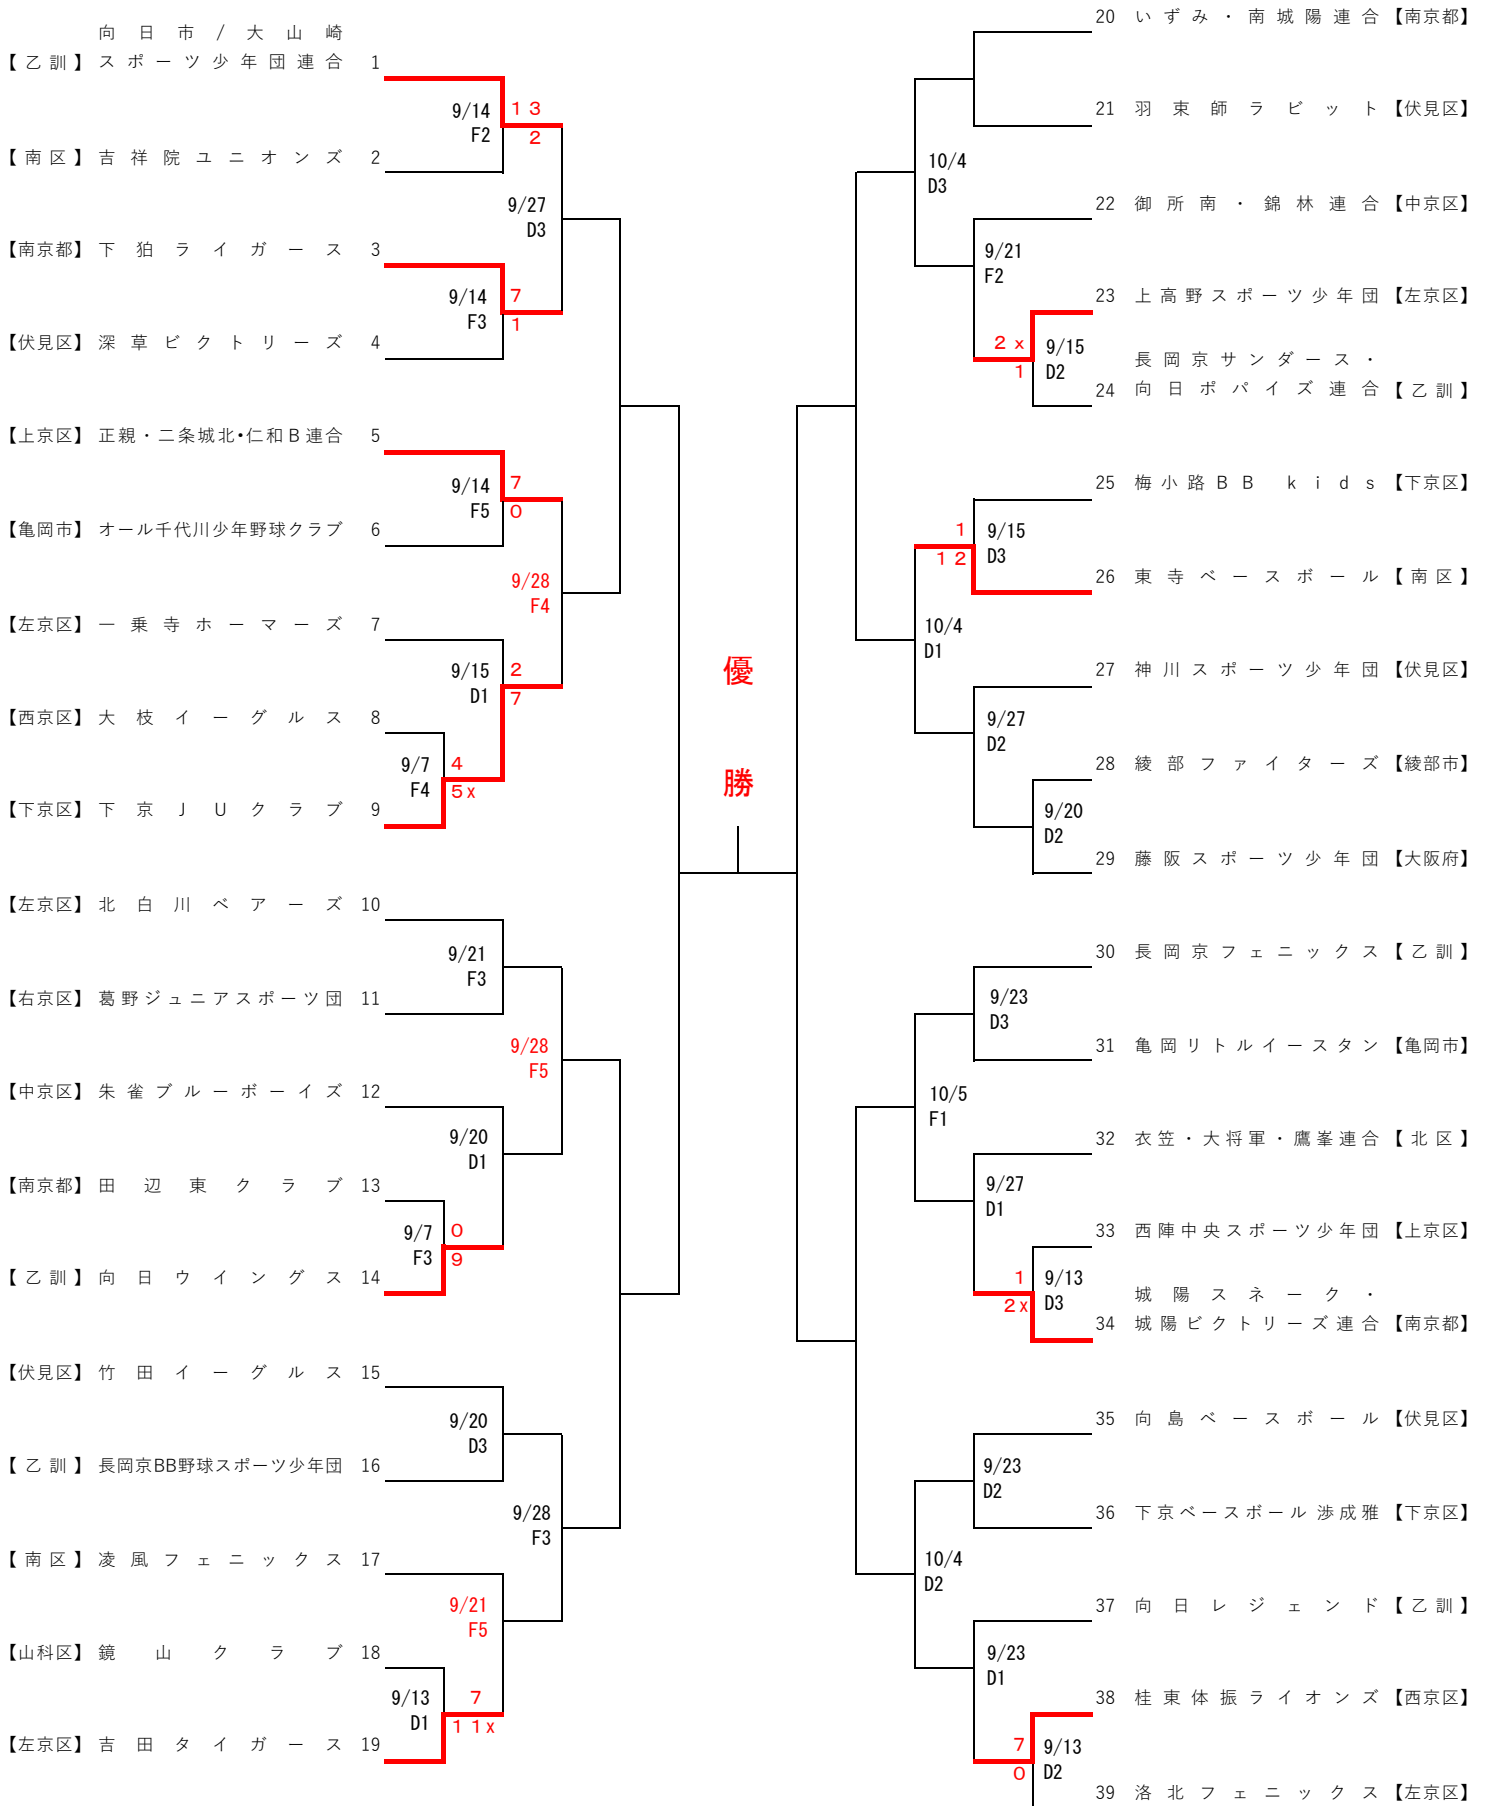 向日市/大山崎
【乙訓】スポーツ少年団連合 1
9/14
F2
13
2
【南区】吉祥院ユニオンズ 2
9/27
D3
【南京都】下狛ライガース 3
9/14
F3
7
1
【伏見区】深草ビクトリーズ 4
【上京区】正親・二条城北・仁和B連合 5
9/14
F5
7
0
【亀岡市】オール千代川少年野球クラブ 6
9/28
F4
【左京区】一乗寺ホーマーズ 7
9/15
D1
2
7
【西京区】大枝イーグルス 8
9/7
F4
4
5x
【下京区】下京JUクラブ 9
【左京区】北白川ベアーズ 10
9/21
F3
【右京区】葛野ジュニアスポーツ団 11
9/28
F5
【中京区】朱雀ブルーボーイズ 12
9/20
D1
【南京都】田辺東クラブ 13
9/7
F3
0
9
【乙訓】向日ウイングス 14
【伏見区】竹田イーグルス 15
9/20
D3
【乙訓】長岡京BB野球スポーツ少年団 16
9/28
F3
【南区】凌風フェニックス 17
9/21
F5
【山科区】鏡山クラブ 18
9/13
D1
7
11x
【左京区】吉田タイガース 19
優
勝
20 いずみ・南城陽連合【南京都】
21 羽束師ラビット【伏見区】
10/4
D3
22 御所南・錦林連合【中京区】
9/21
F2
23 上高野スポーツ少年団【左京区】
2x
1
9/15
D2
長岡京サンダース・
24 向日ポパイズ連合【乙訓】
25 梅小路BB kids【下京区】
1
12
9/15
D3
26 東寺ベースボール【南区】
10/4
D1
27 神川スポーツ少年団【伏見区】
9/27
D2
28 綾部ファイターズ【綾部市】
9/20
D2
29 藤阪スポーツ少年団【大阪府】
30 長岡京フェニックス【乙訓】
9/23
D3
31 亀岡リトルイースタン【亀岡市】
10/5
F1
32 衣笠・大将軍・鷹峯連合【北区】
9/27
D1
33 西陣中央スポーツ少年団【上京区】
1
2x
9/13
D3
城陽スネーク・
34 城陽ビクトリーズ連合【南京都】
35 向島ベースボール【伏見区】
9/23
D2
36 下京ベースボール渉成雅【下京区】
10/4
D2
37 向日レジェンド【乙訓】
9/23
D1
38 桂東体振ライオンズ【西京区】
7
0
9/13
D2
39 洛北フェニックス【左京区】